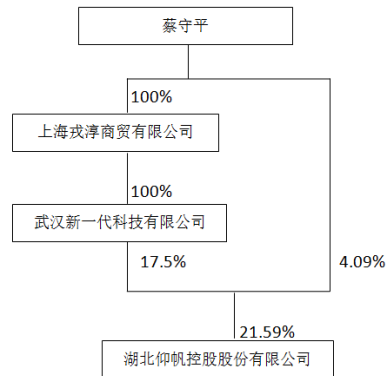 蔡守平
100%
上海戎淳商贸有限公司
100%
武汉新一代科技有限公司
17.5%
4.09%
21.59%
湖北仰帆控股股份有限公司